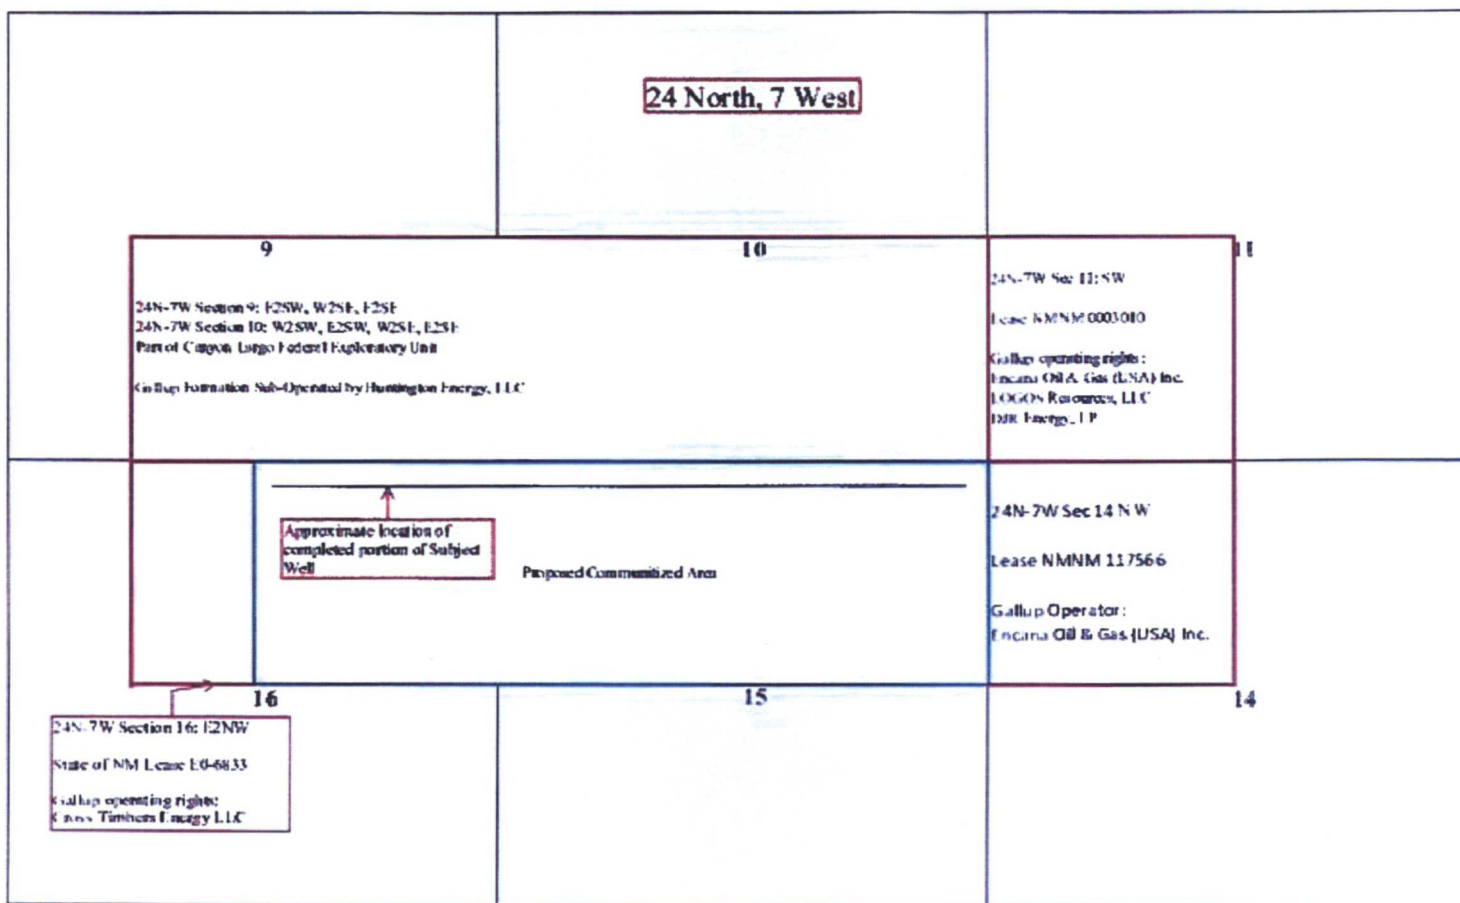 24 North, 7 West
9
10
11
24N-7W Section 9: E2SW, W2SE, E2SE
24N-7W Section 10: W2SW, E2SW, W2SE, E2SE
Part of Canyon Largo Federal Exploratory Unit
Gallup Formation Sub-Operated by Huntington Energy, LLC
24N-7W Sec 11: SW
Lease NMNM 0003010
Gallup operating rights:
Encana Oil & Gas (USA) Inc.
LOGOS Resources, LLC
DJR Energy, LP
Approximate location of
completed portion of Subject
Well
Proposed Communitized Area
24N-7W Sec 14 NW
Lease NMNM 117566
Gallup Operator:
Encana Oil & Gas (USA) Inc.
16
15
14
24N-7W Section 16: E2NW
State of NM Lease E0-6833
Gallup operating rights:
Cross Timbers Energy LLC